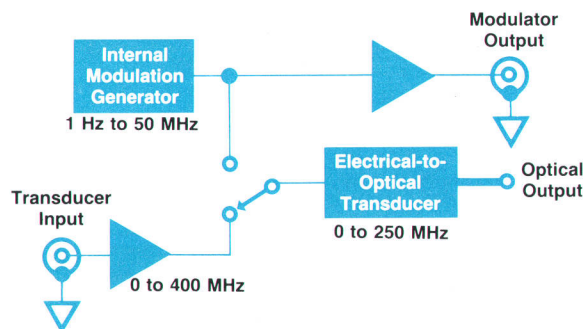 Modulator
Output
Internal
Modulation
Generator
1 Hz to 50 MHz
Electrical-to-
Optical
Transducer
0 to 250 MHz
Optical
Output
Transducer
Input
0 to 400 MHz